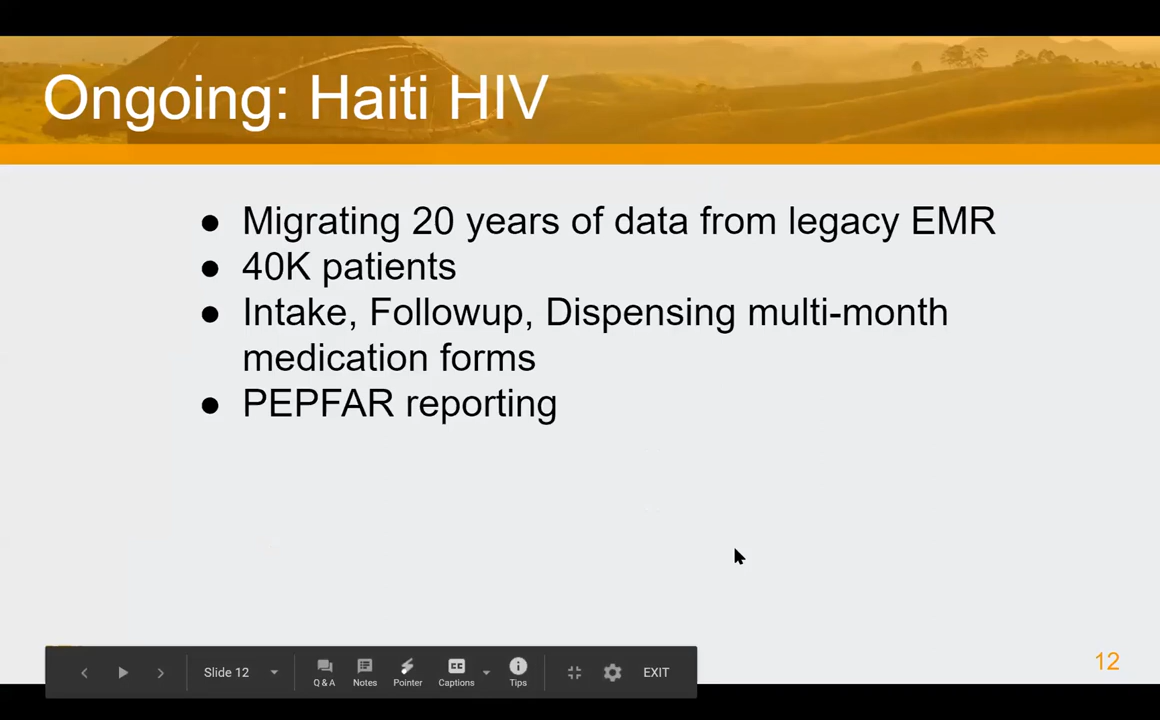 Ongoing: Haiti HIV
● Migrating 20 years of data from legacy EMR
● 40K patients
● Intake, Followup, Dispensing multi-month
medication forms
● PEPFAR reporting
12
Slide 12
Q & A
Notes
Pointer
CC
Captions
Tips
EXIT